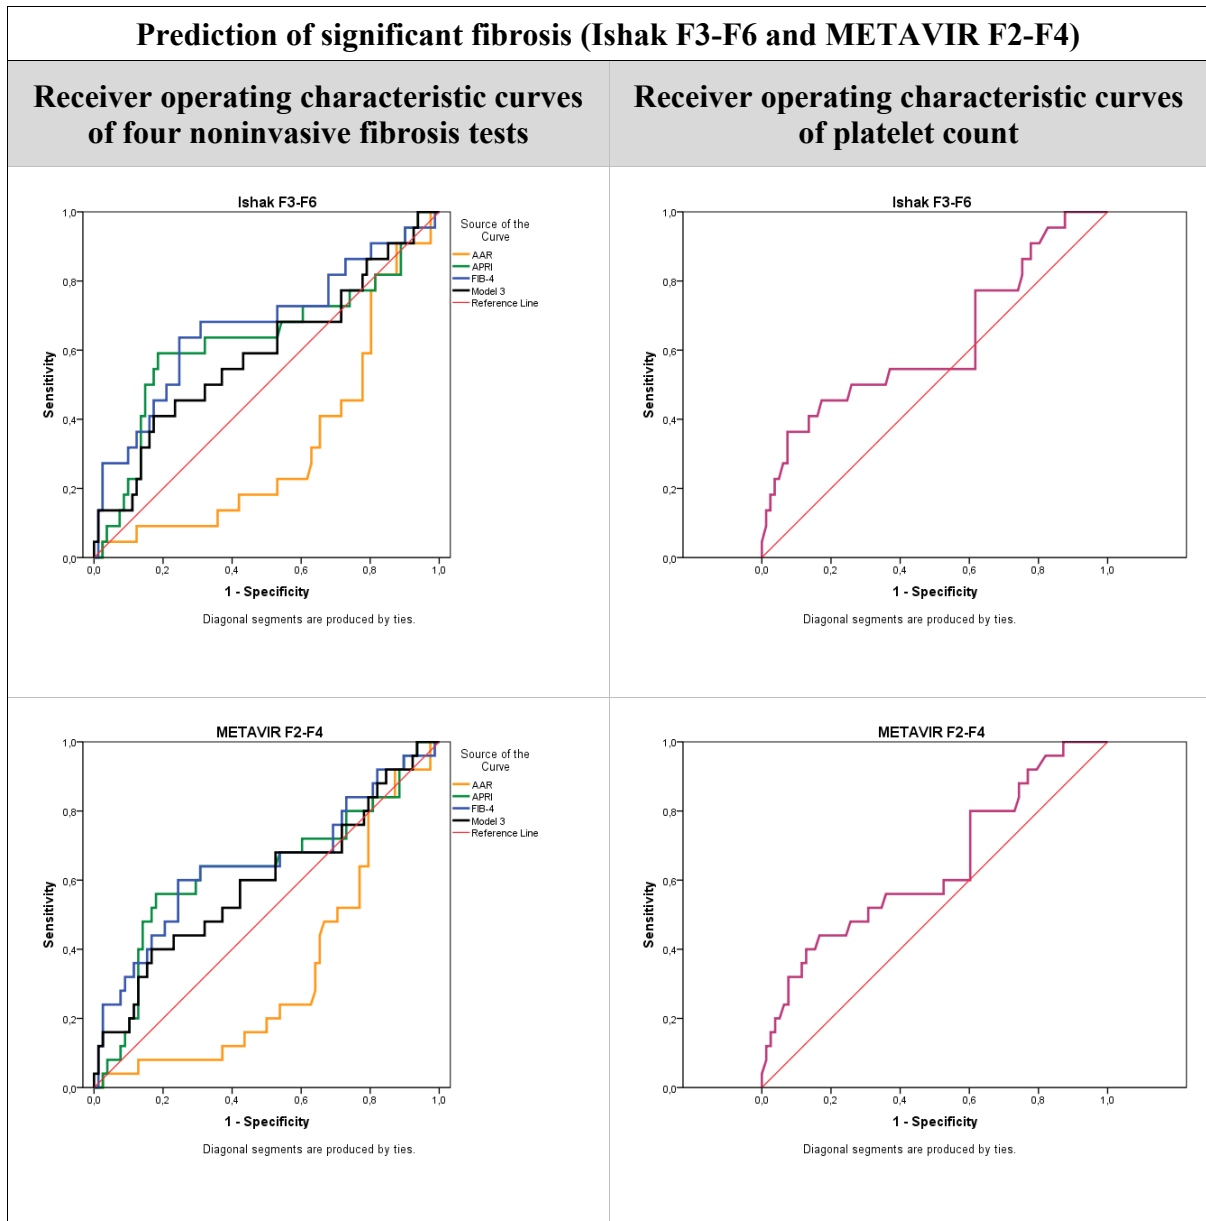 Prediction of significant fibrosis (Ishak F3-F6 and METAVIR F2-F4)
Receiver operating characteristic curves
of four noninvasive fibrosis tests
Receiver operating characteristic curves
of platelet count
Ishak F3-F6
Source of the
Curve
AAR
APRI
FIB-4
Model 3
Reference Line
Sensitivity
1,0
0,8
0,6
0,4
0,2
0,0
0,0 0,2 0,4 0,6 0,8 1,0
1 - Specificity
Diagonal segments are produced by ties.
Ishak F3-F6
Sensitivity
1,0
0,8
0,6
0,4
0,2
0,0
0,0 0,2 0,4 0,6 0,8 1,0
1 - Specificity
Diagonal segments are produced by ties.
METAVIR F2-F4
Source of the
Curve
AAR
APRI
FIB-4
Model 3
Reference Line
Sensitivity
1,0
0,8
0,6
0,4
0,2
0,0
0,0 0,2 0,4 0,6 0,8 1,0
1 - Specificity
Diagonal segments are produced by ties.
METAVIR F2-F4
Sensitivity
1,0
0,8
0,6
0,4
0,2
0,0
0,0 0,2 0,4 0,6 0,8 1,0
1 - Specificity
Diagonal segments are produced by ties.